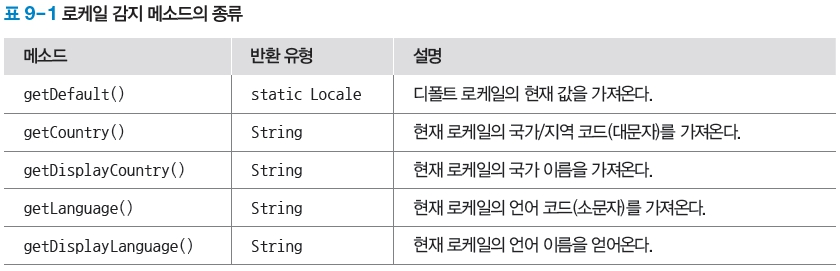 표 9-1 로케일 감지 메소드의 종류
메소드 반환 유형 설명
getDefault() static Locale 디폴트 로케일의 현재 값을 가져온다.
getCountry() String 현재 로케일의 국가/지역 코드(대문자)를 가져온다.
getDisplayCountry() String 현재 로케일의 국가 이름을 가져온다.
getLanguage() String 현재 로케일의 언어 코드(소문자)를 가져온다.
getDisplayLanguage() String 현재 로케일의 언어 이름을 얻어온다.